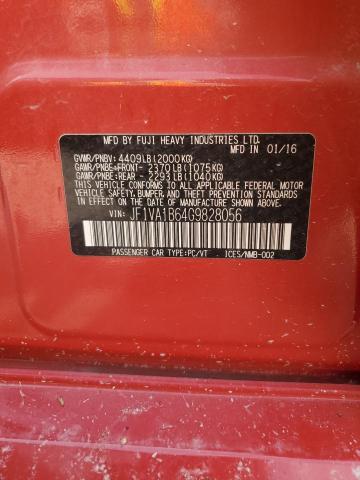 MFD BY FUJI HEAVY INDUSTRIES LTD.
GVWR/PNBV: 4409LB(2000KG) MFD IN 01/16
GAWR/PNBE:FRONT- 2370LB(1075KG)
GAWR/PNBE:REAR - 2293LB(1040KG)
THIS VEHICLE CONFORMS TO ALL APPLICABLE FEDERAL MOTOR VEHICLE
SAFETY, BUMPER, AND THEFT PREVENTION STANDARDS IN EFFECT
ON THE DATE OF MANUFACTURE SHOWN ABOVE.
VIN: JF1VA1B64G9828056
PASSENGER CAR TYPE:PC/VT ICES/NMB-002